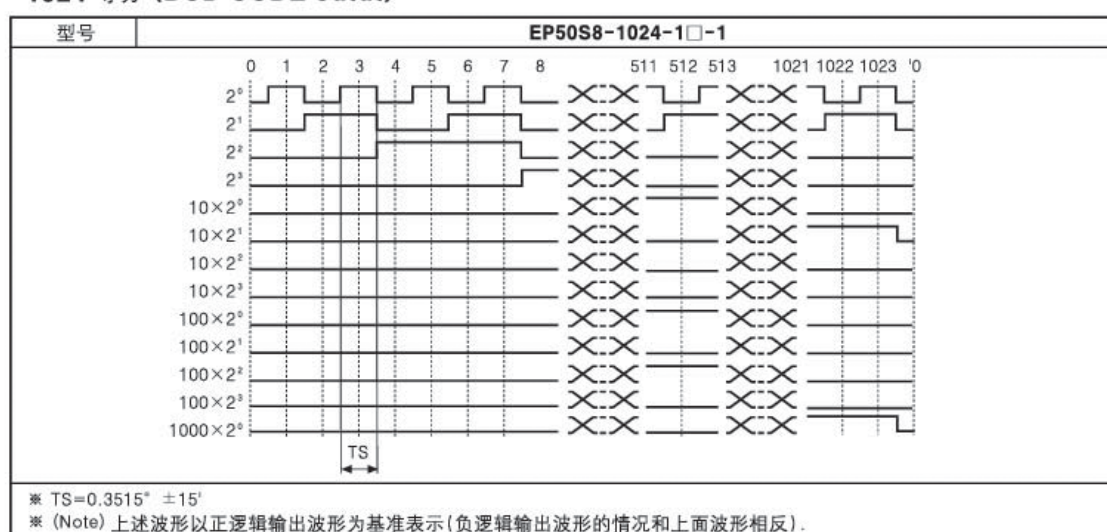 型号 EP50S8-1024-1□-1
0 1 2 3 4 5 6 7 8 511 512 513 1021 1022 1023 '0
2⁰
2¹
2²
2³
10×2⁰
10×2¹
10×2²
10×2³
100×2⁰
100×2¹
100×2²
100×2³
1000×2⁰
TS
※ TS=0.3515° ±15'
※ (Note) 上述波形以正逻辑输出波形为基准表示(负逻辑输出波形的情况和上面波形相反).